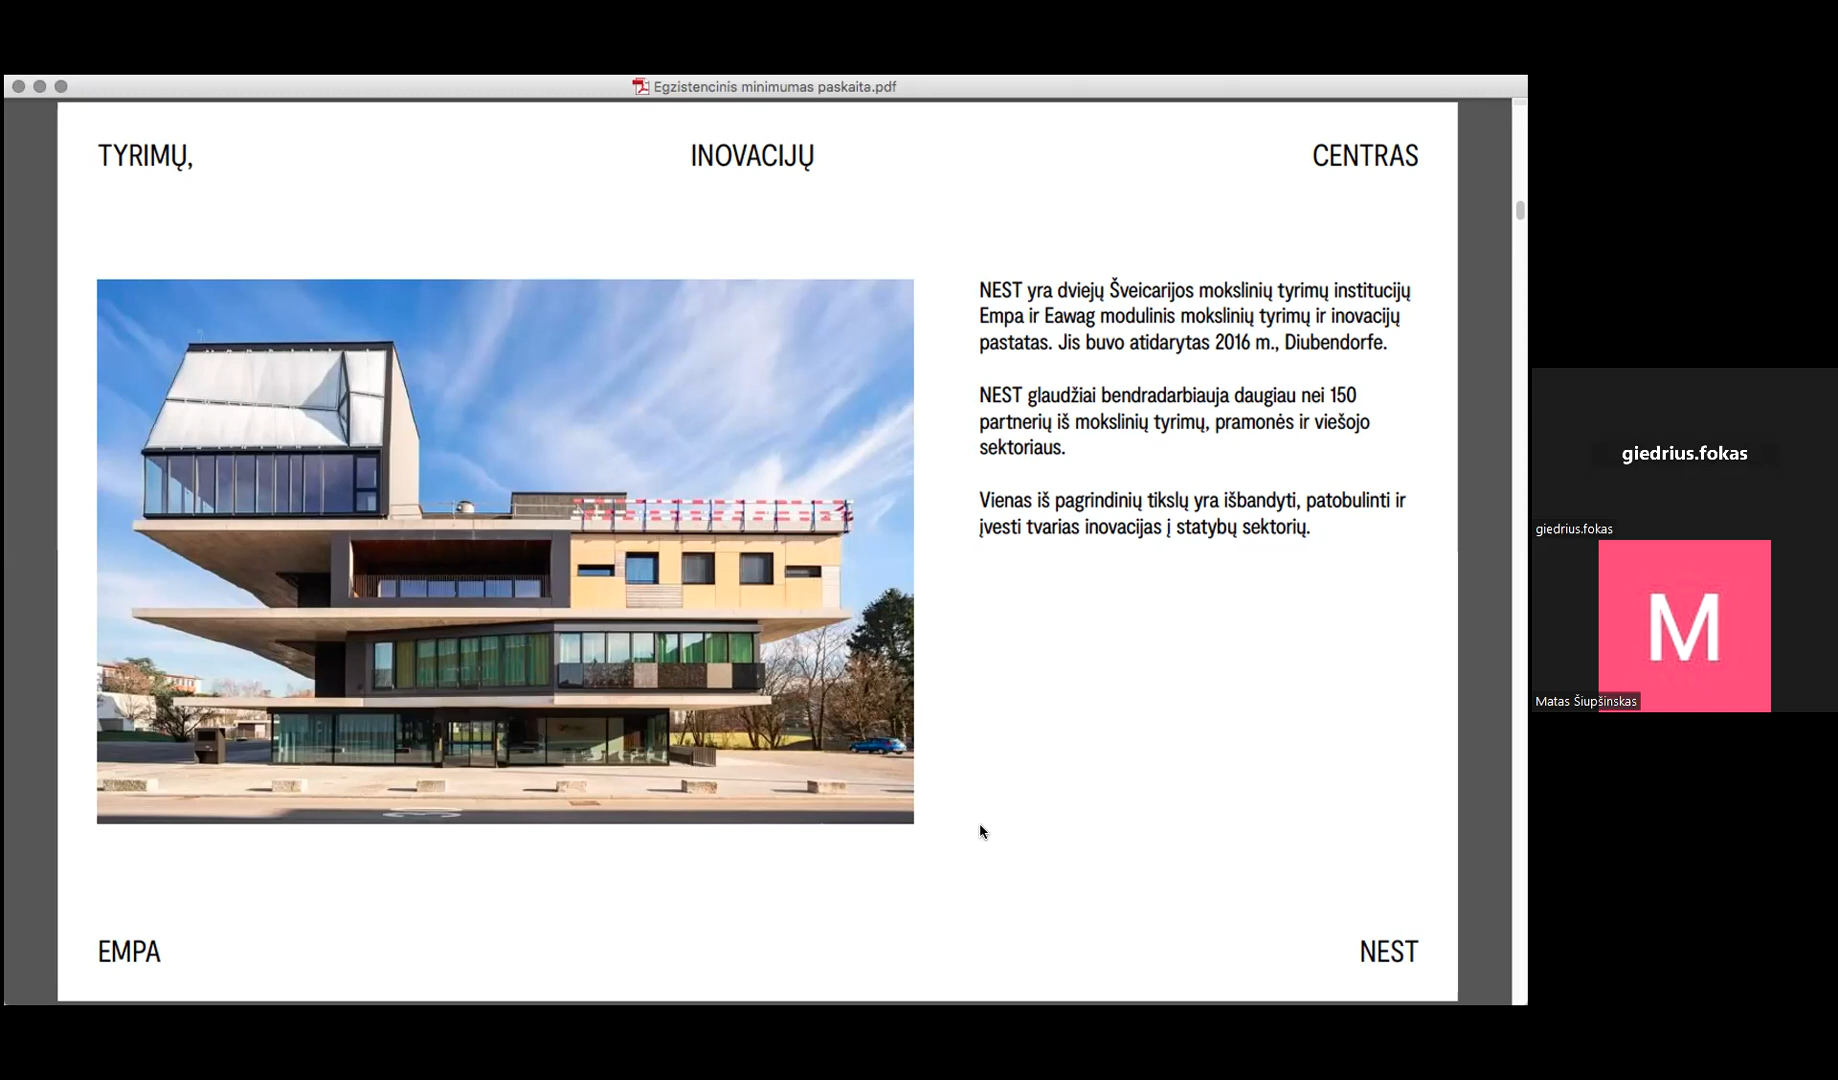 Egzistencinis minimumas paskaita.pdf
TYRIMŲ, INOVACIJŲ CENTRAS
NEST yra dviejų Šveicarijos mokslinių tyrimų institucijų
Empa ir Eawag modulinis mokslinių tyrimų ir inovacijų
pastatas. Jis buvo atidarytas 2016 m., Diubendorfe.
NEST glaudžiai bendradarbiauja daugiau nei 150
partnerių iš mokslinių tyrimų, pramonės ir viešojo
sektoriaus.
Vienas iš pagrindinių tikslų yra išbandyti, patobulinti ir
įvesti tvarias inovacijas į statybų sektorių.
EMPA NEST
giedrius.fokas
giedrius.fokas
M
Matas Šiupšinskas